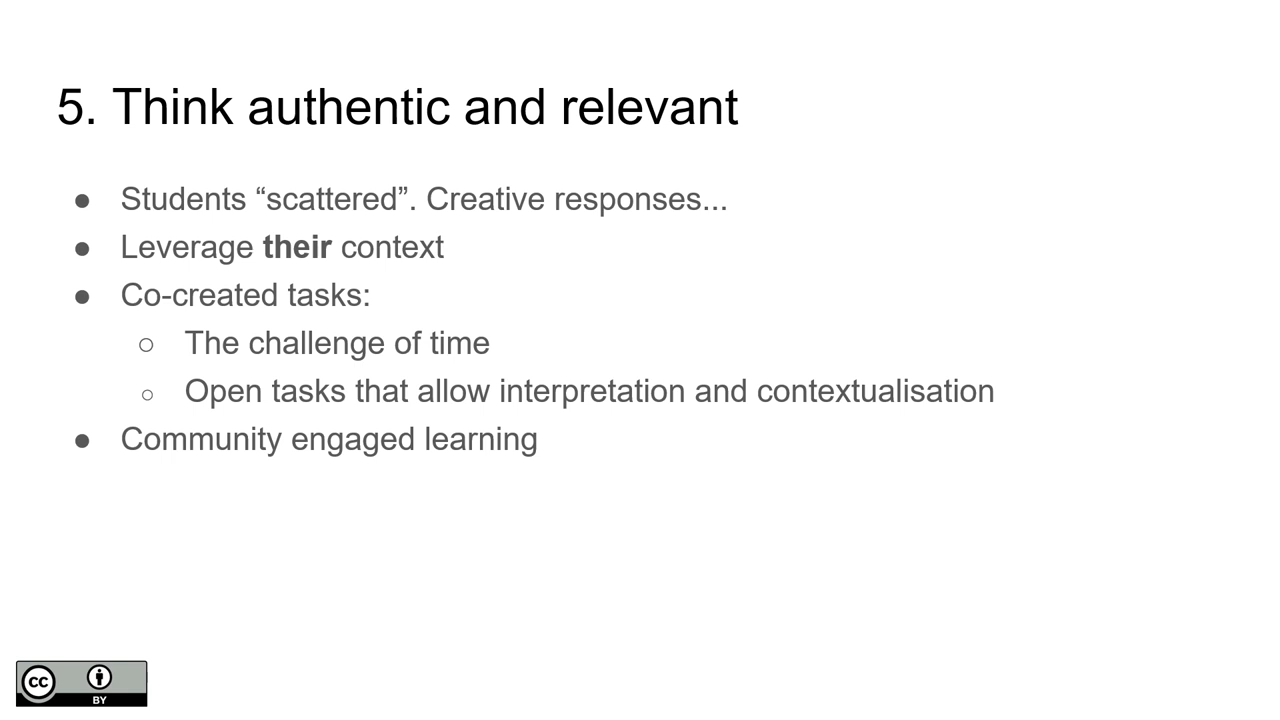 5. Think authentic and relevant
● Students “scattered”. Creative responses...
● Leverage their context
● Co-created tasks:
○ The challenge of time
○ Open tasks that allow interpretation and contextualisation
● Community engaged learning
cc
BY